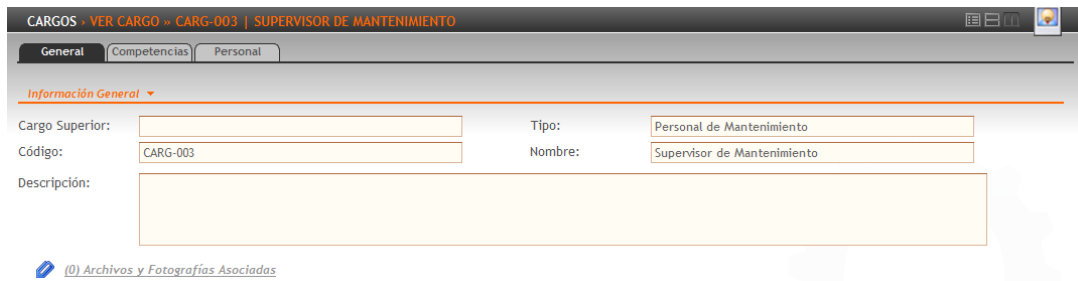 CARGOS » VER CARGO » CARG-003 | SUPERVISOR DE MANTENIMIENTO
General Competencias Personal
Información General
Cargo Superior: Tipo: Personal de Mantenimiento
Código: CARG-003 Nombre: Supervisor de Mantenimiento
Descripción:
(0) Archivos y Fotografías Asociadas